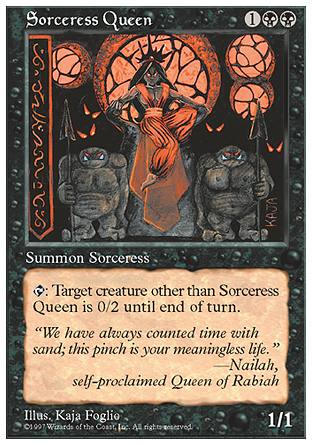 Sorceress Queen 1
KAJA
Summon Sorceress
: Target creature other than Sorceress
Queen is 0/2 until end of turn.
"We have always counted time with
sand; this pinch is your meaningless life."
—Nailah,
self-proclaimed Queen of Rabiah
Illus. Kaja Foglio
©1997 Wizards of the Coast, Inc. All rights reserved.
1/1